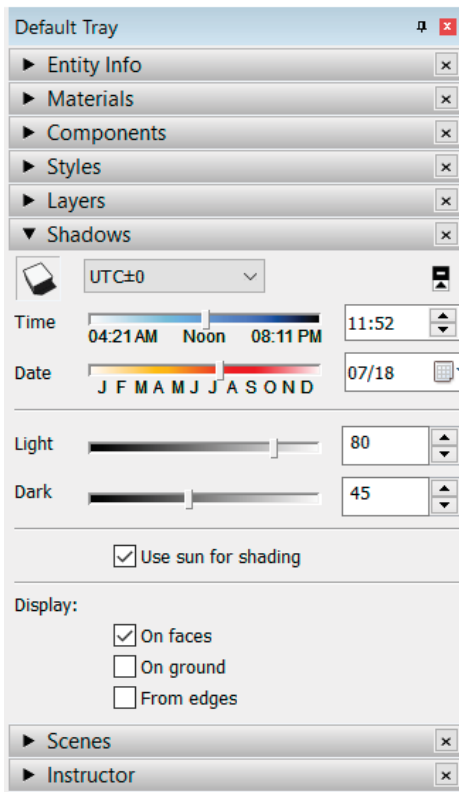 Default Tray
Entity Info
Materials
Components
Styles
Layers
Shadows
UTC±0
Time
04:21 AM Noon 08:11 PM
11:52
Date
J F M A M J J A S O N D
07/18
Light
80
Dark
45
Use sun for shading
Display:
On faces
On ground
From edges
Scenes
Instructor